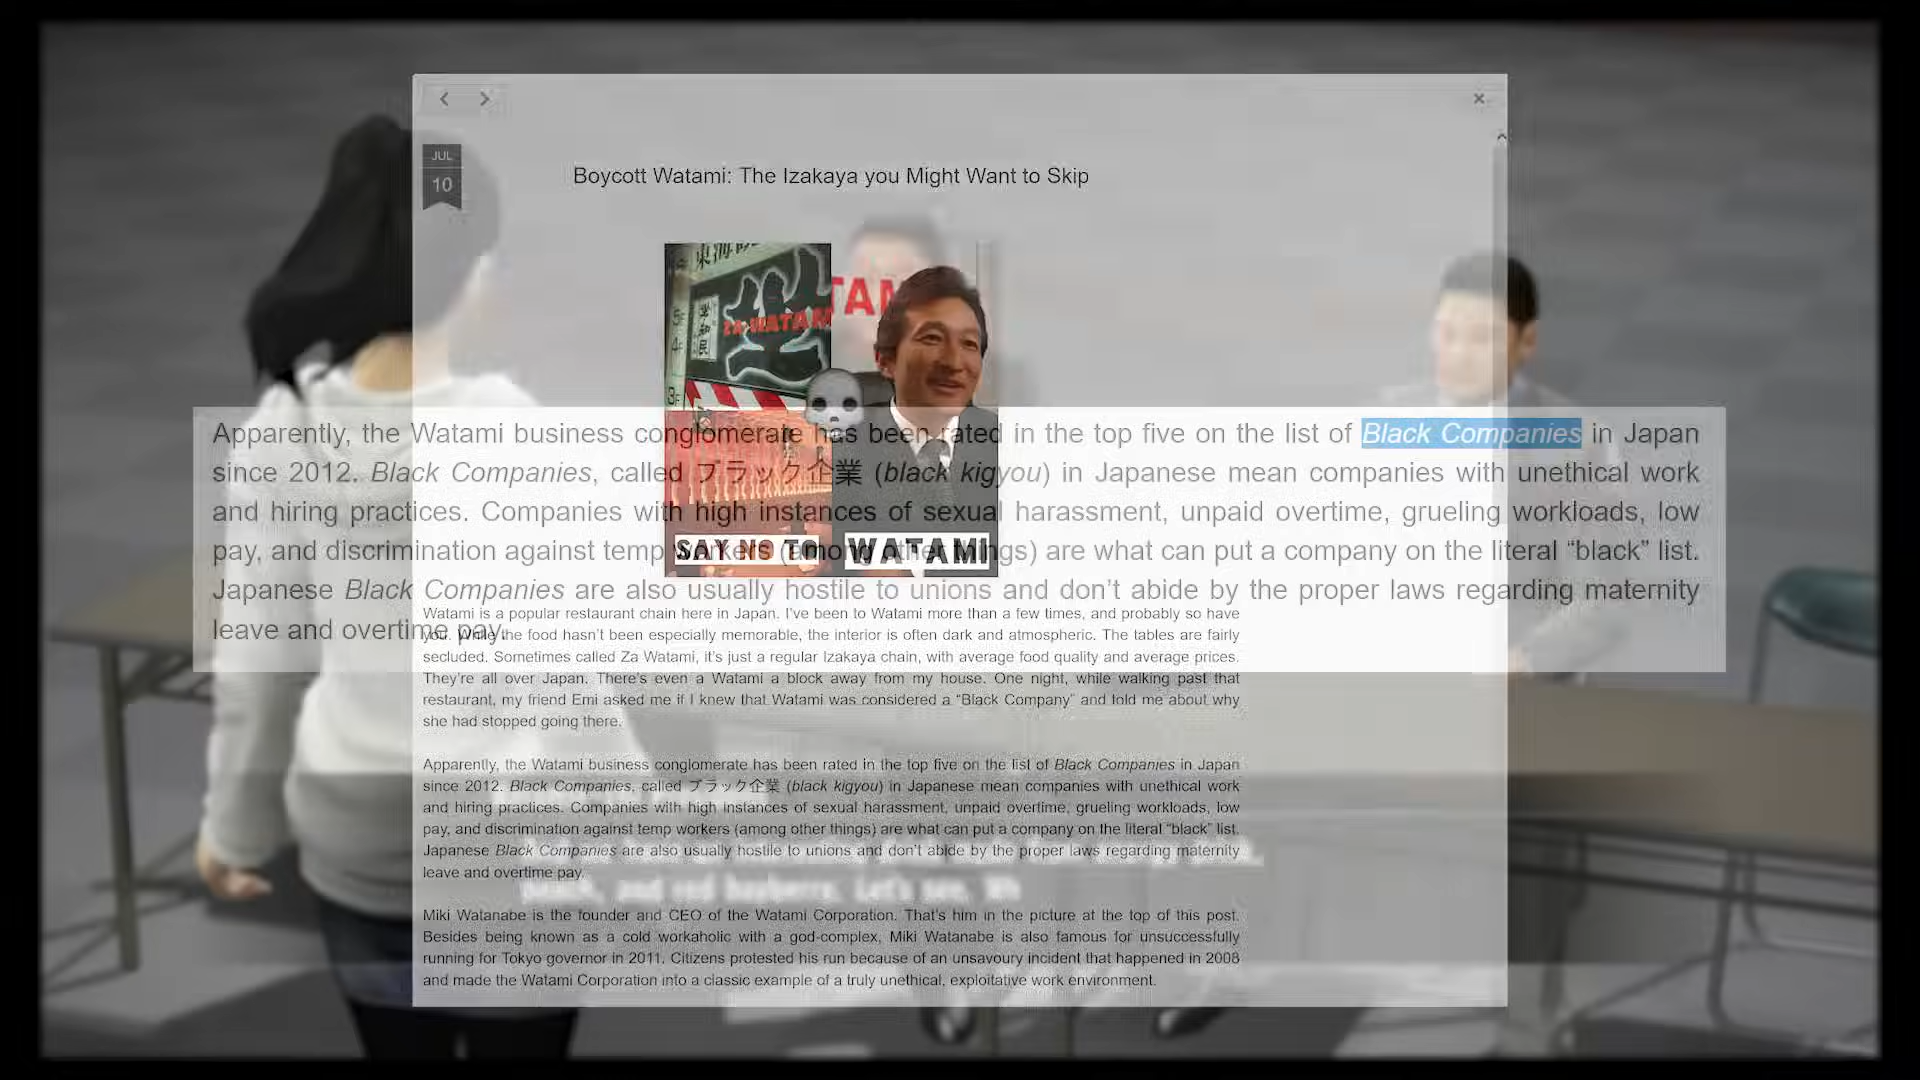 JUL
10
Boycott Watami: The Izakaya you Might Want to Skip
ZA WATAMI
SAY NO TO WATAMI
Apparently, the Watami business conglomerate has been rated in the top five on the list of Black Companies in Japan
since 2012. Black Companies, called ブラック企業 (black kigyou) in Japanese mean companies with unethical work
and hiring practices. Companies with high instances of sexual harassment, unpaid overtime, grueling workloads, low
pay, and discrimination against temp workers (among other things) are what can put a company on the literal “black” list.
Japanese Black Companies are also usually hostile to unions and don’t abide by the proper laws regarding maternity
leave and overtime pay.
Watami is a popular restaurant chain here in Japan. I’ve been to Watami more than a few times, and probably so have
you. While the food hasn’t been especially memorable, the interior is often dark and atmospheric. The tables are fairly
secluded. Sometimes called Za Watami, it’s just a regular Izakaya chain, with average food quality and average prices.
They’re all over Japan. There’s even a Watami a block away from my house. One night, while walking past that
restaurant, my friend Emi asked me if I knew that Watami was considered a “Black Company” and told me about why
she had stopped going there.
Apparently, the Watami business conglomerate has been rated in the top five on the list of Black Companies in Japan
since 2012. Black Companies, called ブラック企業 (black kigyou) in Japanese mean companies with unethical work
and hiring practices. Companies with high instances of sexual harassment, unpaid overtime, grueling workloads, low
pay, and discrimination against temp workers (among other things) are what can put a company on the literal “black” list.
Japanese Black Companies are also usually hostile to unions and don’t abide by the proper laws regarding maternity
leave and overtime pay.
and red bayberry. Let's see.
Miki Watanabe is the founder and CEO of the Watami Corporation. That’s him in the picture at the top of this post.
Besides being known as a cold workaholic with a god-complex, Miki Watanabe is also famous for unsuccessfully
running for Tokyo governor in 2011. Citizens protested his run because of an unsavoury incident that happened in 2008
and made the Watami Corporation into a classic example of a truly unethical, exploitative work environment.